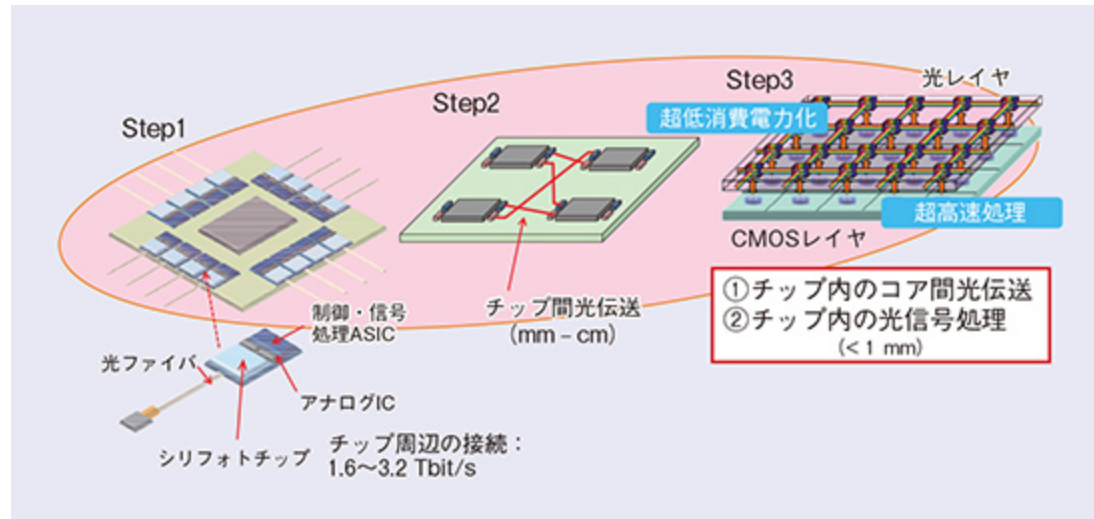 Step1
Step2
Step3
光レイヤ
超低消費電力化
超高速処理
CMOSレイヤ
制御・信号
処理ASIC
光ファイバ
アナログIC
シリフォトチップ
チップ周辺の接続：
1.6～3.2 Tbit/s
チップ間光伝送
(mm – cm)
①チップ内のコア間光伝送
②チップ内の光信号処理
(< 1 mm)